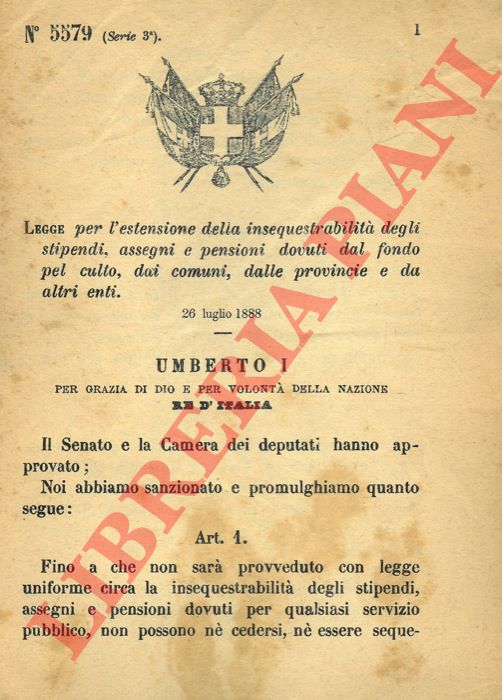 N° 5579 (Serie 3ª).
1
LEGGE per l'estensione della insequestrabilità degli
stipendi, assegni e pensioni dovuti dal fondo
pel culto, dai comuni, dalle provincie e da
altri enti.
26 luglio 1888
UMBERTO I
PER GRAZIA DI DIO E PER VOLONTÀ DELLA NAZIONE
RE D'ITALIA
Il Senato e la Camera dei deputati hanno ap-
provato;
Noi abbiamo sanzionato e promulghiamo quanto
segue:
Art. 1.
Fino a che non sarà provveduto con legge
uniforme circa la insequestrabilità degli stipendi,
assegni e pensioni dovuti per qualsiasi servizio
pubblico, non possono nè cedersi, nè essere seque-
LIBRERIA PIANI